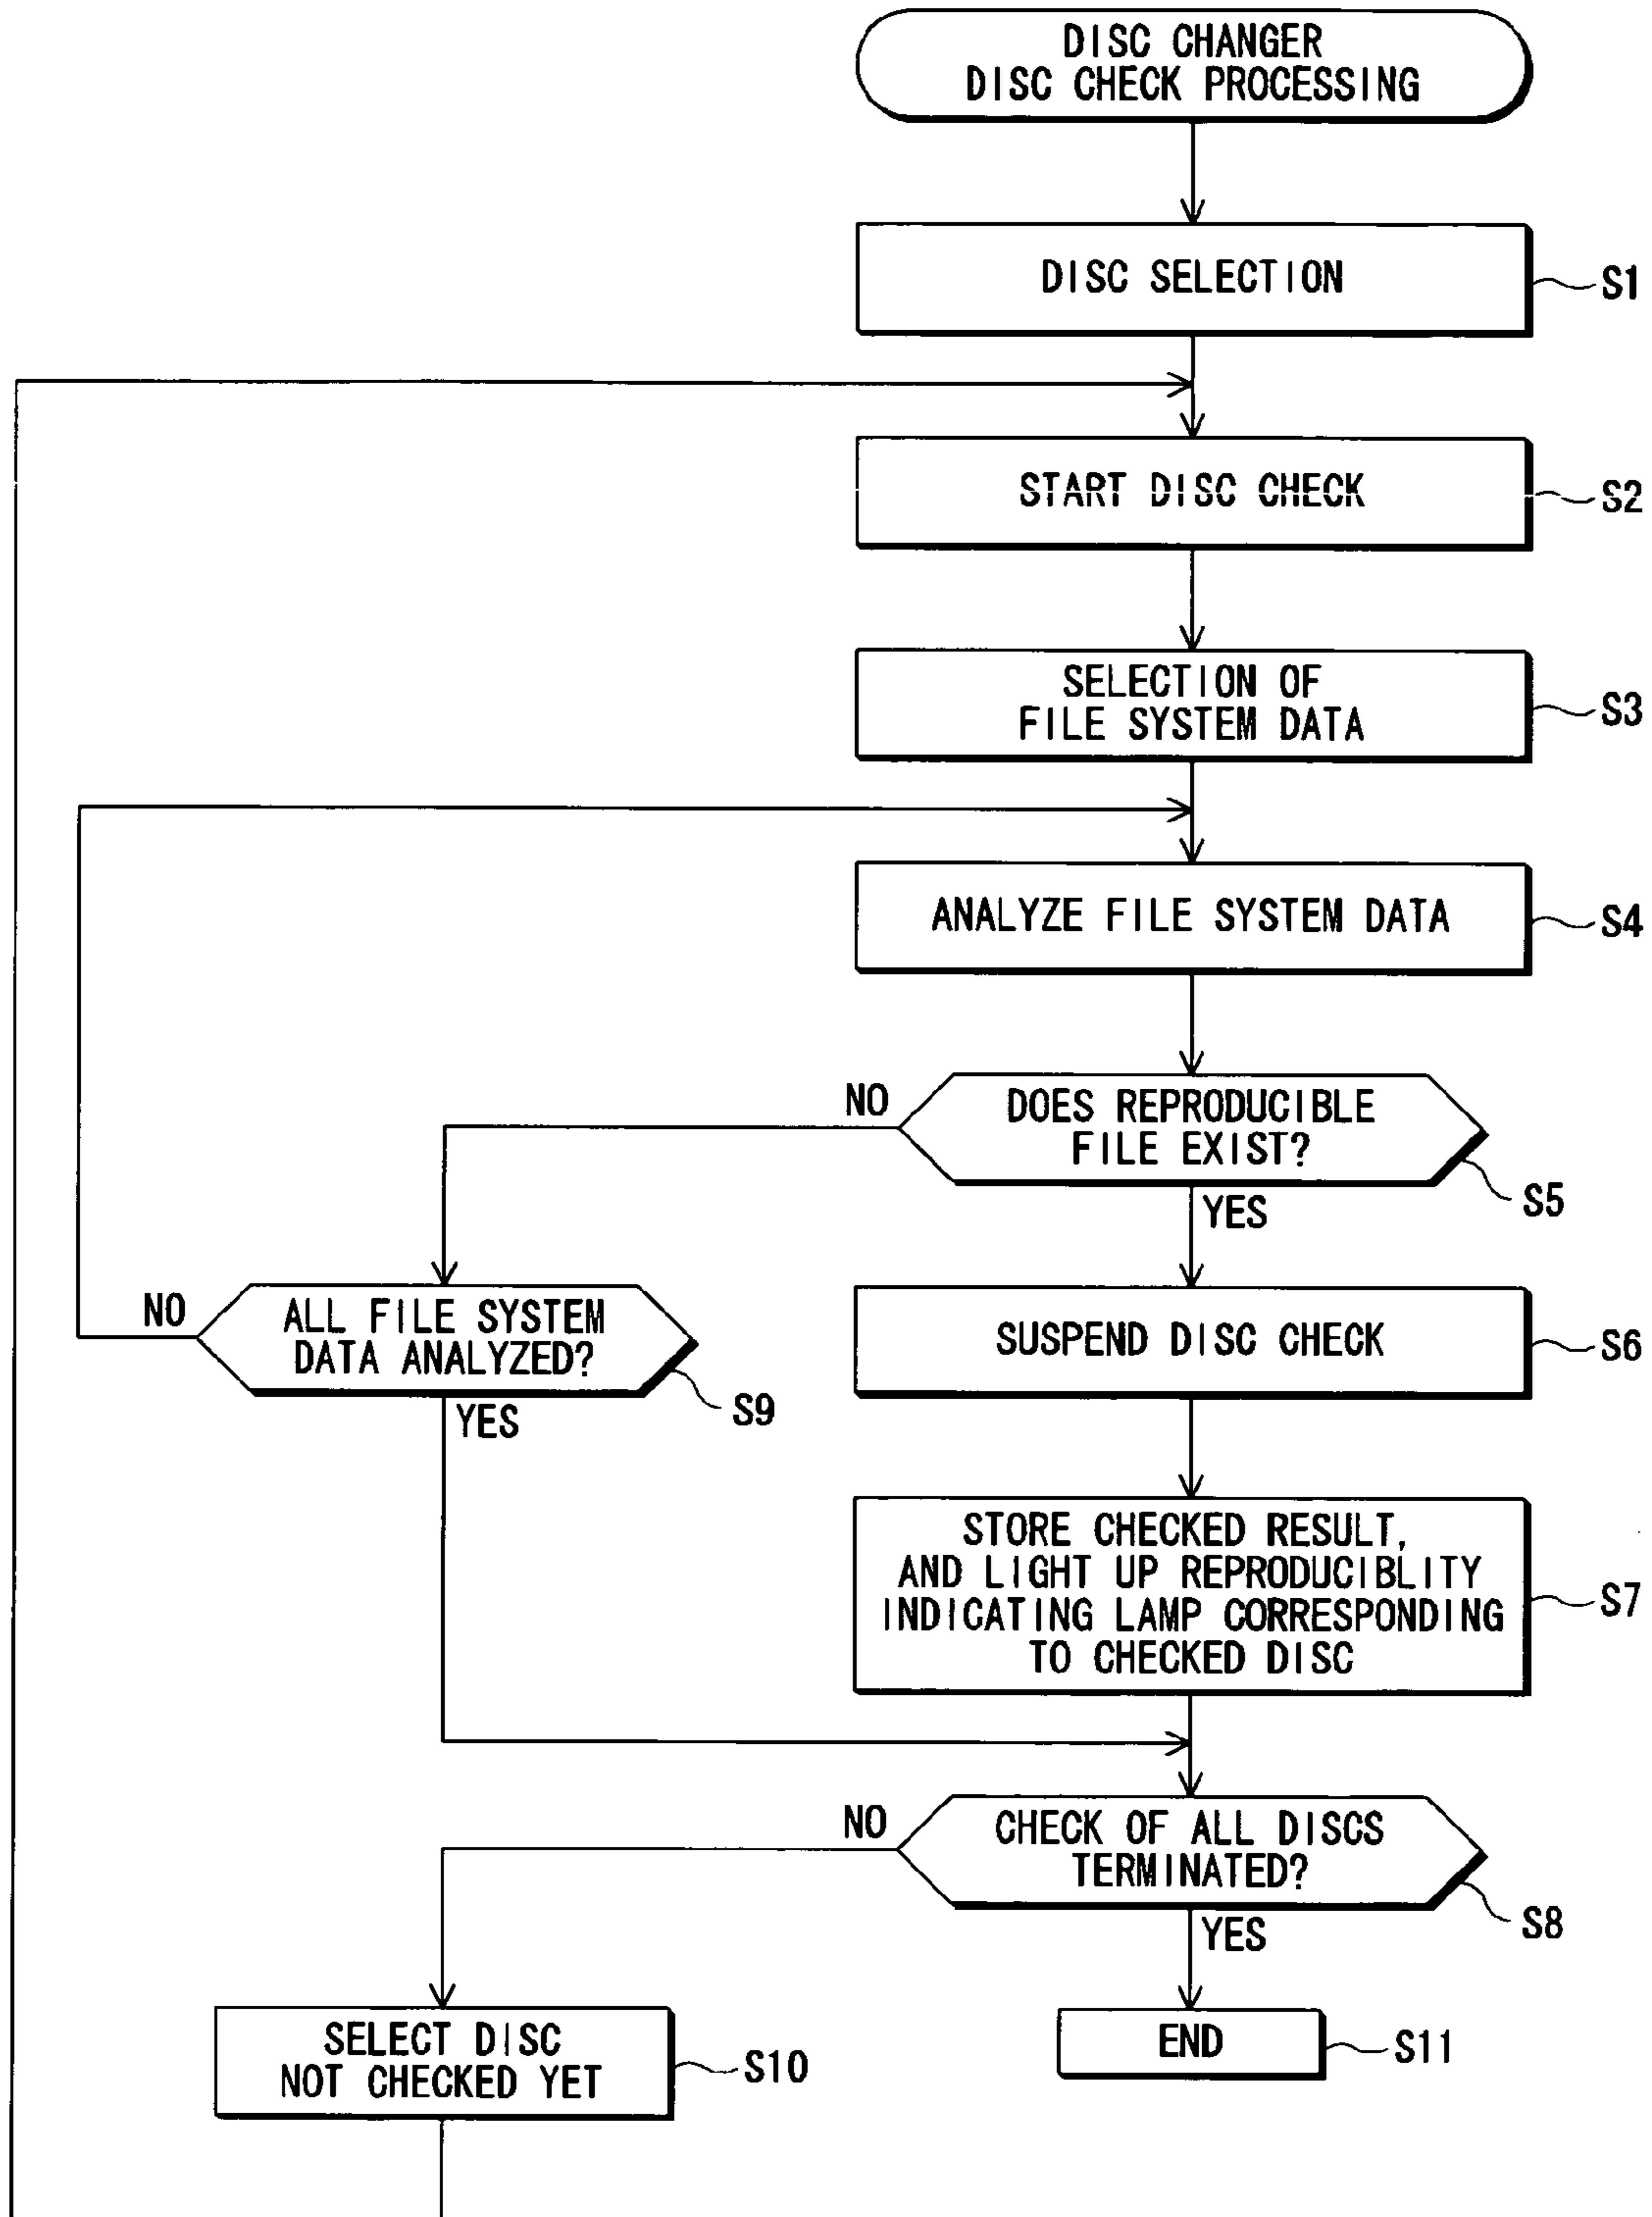 DISC CHANGER
DISC CHECK PROCESSING
DISC SELECTION
S1
START DISC CHECK
S2
SELECTION OF
FILE SYSTEM DATA
S3
ANALYZE FILE SYSTEM DATA
S4
NO
DOES REPRODUCIBLE
FILE EXIST?
S5
YES
NO
ALL FILE SYSTEM
DATA ANALYZED?
S9
YES
SUSPEND DISC CHECK
S6
STORE CHECKED RESULT,
AND LIGHT UP REPRODUCIBLITY
INDICATING LAMP CORRESPONDING
TO CHECKED DISC
S7
NO
CHECK OF ALL DISCS
TERMINATED?
S8
YES
SELECT DISC
NOT CHECKED YET
S10
END
S11